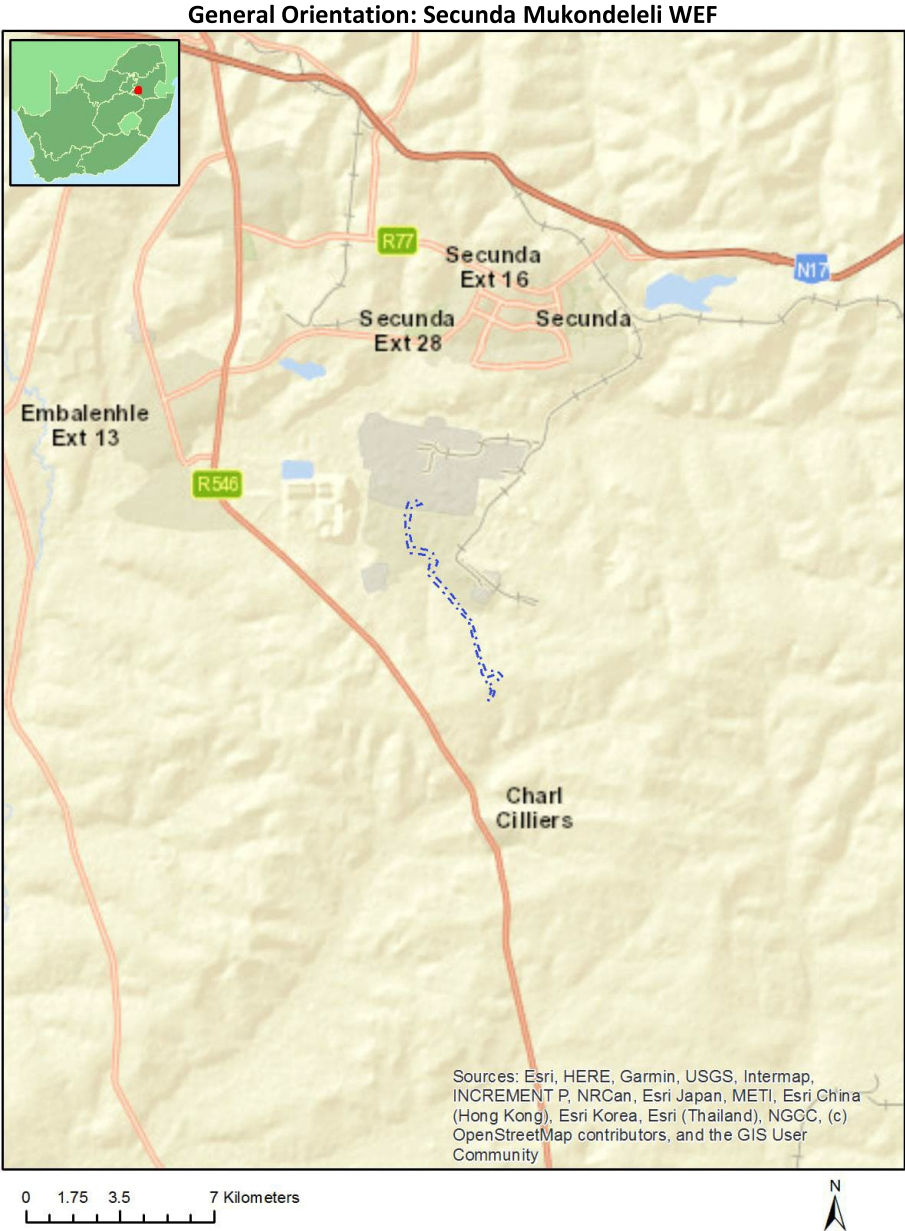 General Orientation: Secunda Mukondeleli WEF
R77
Secunda
Ext 16
N17
Secunda
Ext 28
Secunda
Embalenhle
Ext 13
R546
Charl
Cilliers
Sources: Esri, HERE, Garmin, USGS, Intermap,
INCREMENT P, NRCan, Esri Japan, METI, Esri China
(Hong Kong), Esri Korea, Esri (Thailand), NGCC, (c)
OpenStreetMap contributors, and the GIS User
Community
0 1.75 3.5 7 Kilometers
N